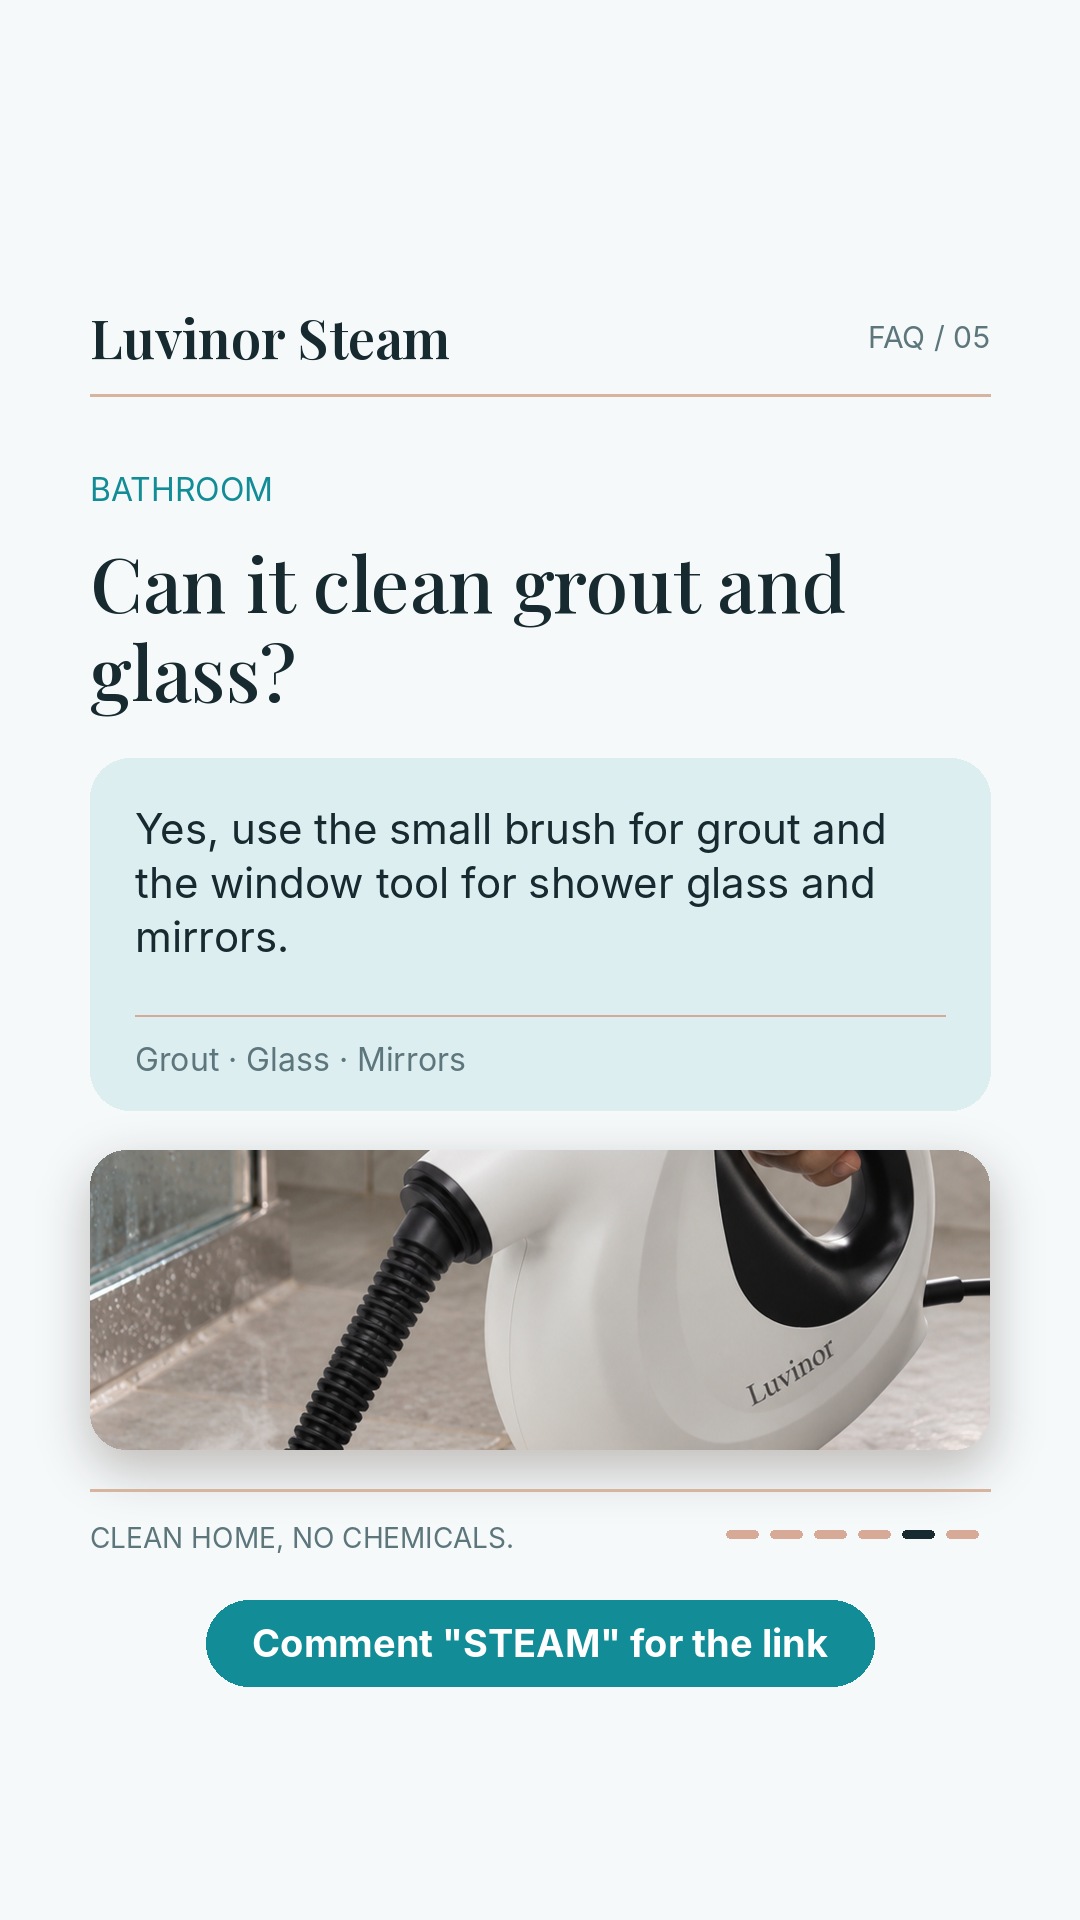 Luvinor Steam
FAQ / 05
BATHROOM
Can it clean grout and
glass?
Yes, use the small brush for grout and
the window tool for shower glass and
mirrors.
Grout · Glass · Mirrors
Luvinor
CLEAN HOME, NO CHEMICALS.
Comment "STEAM" for the link